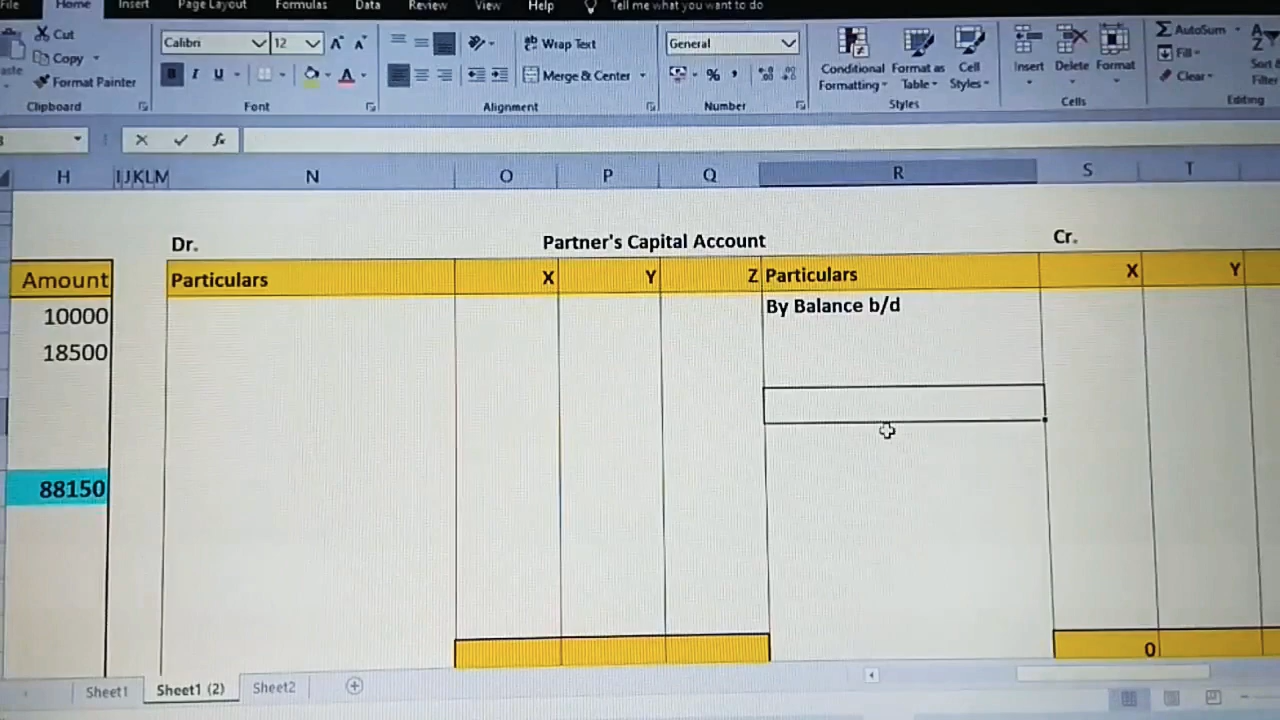 File Home Insert Page Layout Formulas Data Review View Help Tell me what you want to do
Cut
Copy
Format Painter
Clipboard
Calibri 12 A A
B I U A
Font
Wrap Text
Merge & Center
Alignment
General
% ,
Number
Conditional Formatting
Format as Table
Cell Styles
Styles
Insert Delete Format
Cells
AutoSum
Fill
Clear
Editing
fx
H I J K L M N O P Q R S T
Dr. Partner's Capital Account Cr.
Amount Particulars X Y Z Particulars X Y
10000 By Balance b/d
18500
88150
0
Sheet1 Sheet1 (2) Sheet2